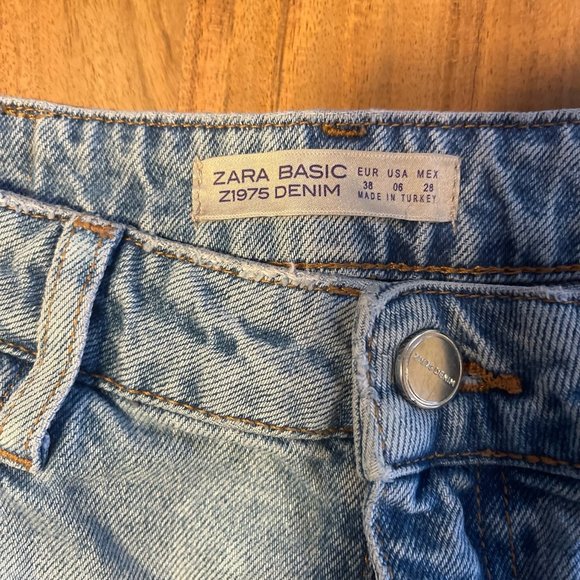 ZARA BASIC
Z1975 DENIM
EUR USA MEX
38 06 28
MADE IN TURKEY